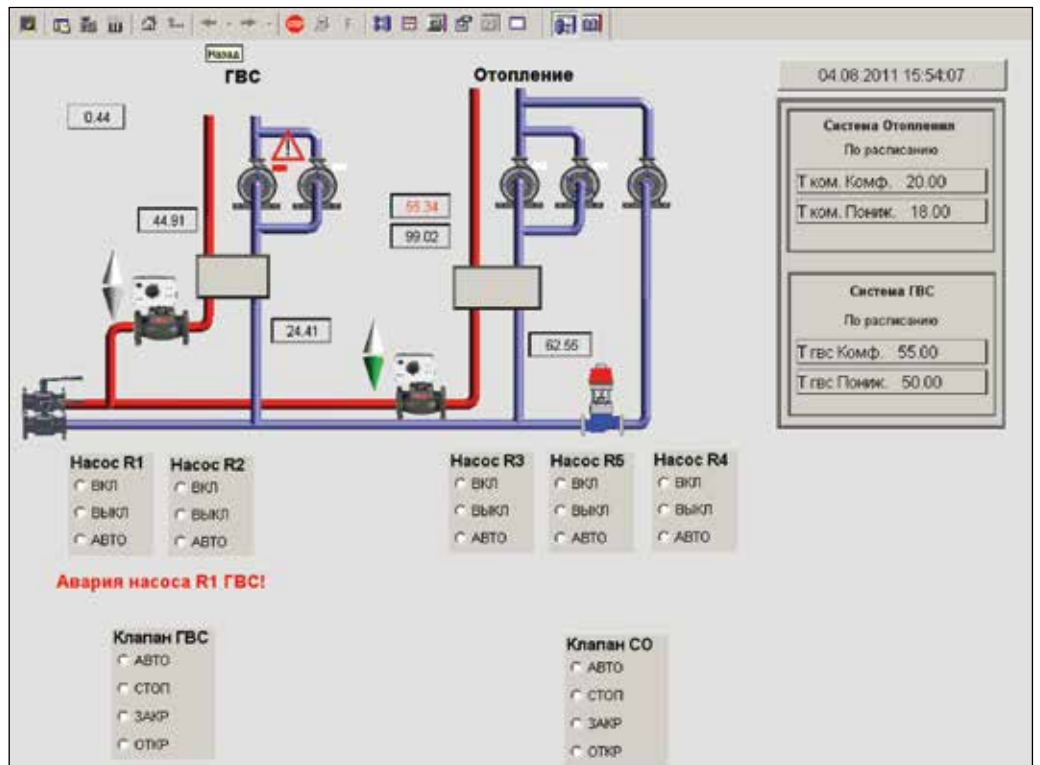 Назад
ГВС
Отопление
04.08.2011 15:54:07
0.44
Система Отопления
По расписанию
Т ком. Комф. 20.00
Т ком. Пониж. 18.00
55.34
99.02
44.91
24.41
62.55
Система ГВС
По расписанию
Т гвс Комф. 55.00
Т гвс Пониж. 50.00
Насос R1
ВКЛ
ВЫКЛ
АВТО
Насос R2
ВКЛ
ВЫКЛ
АВТО
Насос R3
ВКЛ
ВЫКЛ
АВТО
Насос R5
ВКЛ
ВЫКЛ
АВТО
Насос R4
ВКЛ
ВЫКЛ
АВТО
Авария насоса R1 ГВС!
Клапан ГВС
АВТО
СТОП
ЗАКР
ОТКР
Клапан СО
АВТО
СТОП
ЗАКР
ОТКР